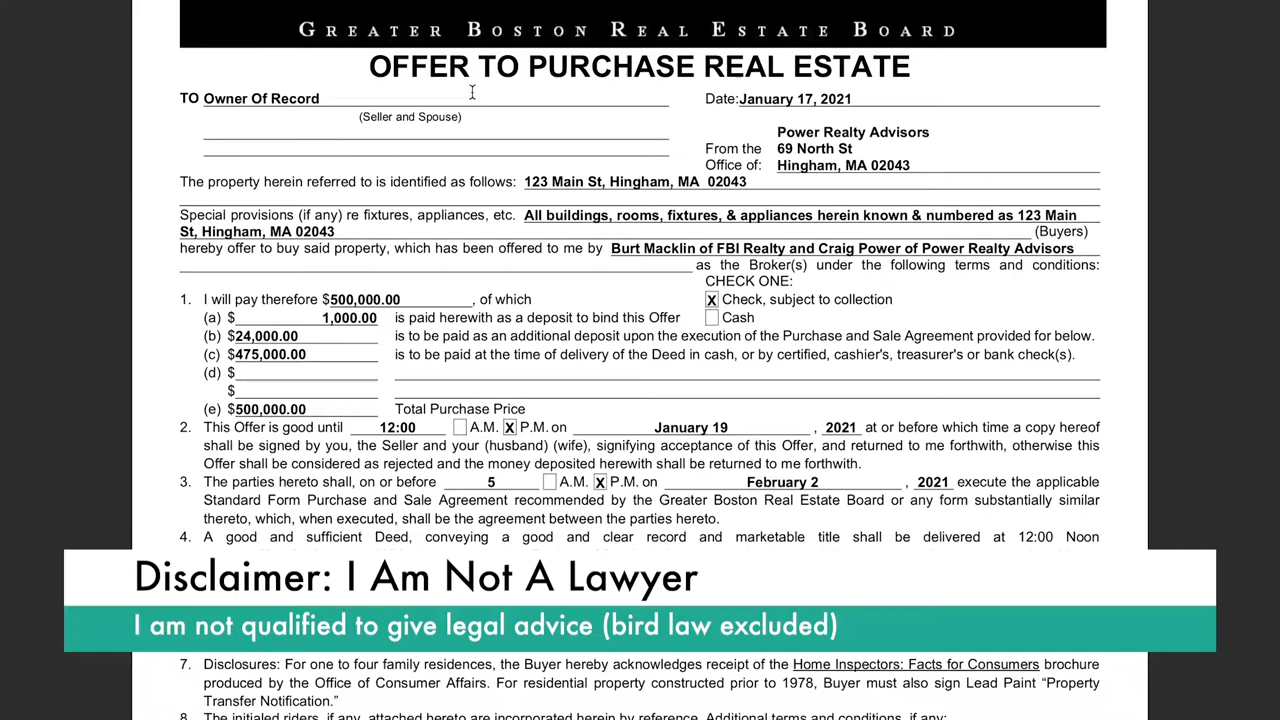 GREATER BOSTON REAL ESTATE BOARD
OFFER TO PURCHASE REAL ESTATE
TO Owner Of Record Date:January 17, 2021
(Seller and Spouse)
Power Realty Advisors
From the 69 North St
Office of: Hingham, MA 02043
The property herein referred to is identified as follows: 123 Main St, Hingham, MA 02043
Special provisions (if any) re fixtures, appliances, etc. All buildings, rooms, fixtures, & appliances herein known & numbered as 123 Main
St, Hingham, MA 02043 (Buyers)
hereby offer to buy said property, which has been offered to me by Burt Macklin of FBI Realty and Craig Power of Power Realty Advisors
as the Broker(s) under the following terms and conditions:
CHECK ONE:
1. I will pay therefore $500,000.00 , of which X Check, subject to collection
(a) $ 1,000.00 is paid herewith as a deposit to bind this Offer Cash
(b) $24,000.00 is to be paid as an additional deposit upon the execution of the Purchase and Sale Agreement provided for below.
(c) $475,000.00 is to be paid at the time of delivery of the Deed in cash, or by certified, cashier's, treasurer's or bank check(s).
(d) $
$
(e) $500,000.00 Total Purchase Price
2. This Offer is good until 12:00 A.M. X P.M. on January 19 , 2021 at or before which time a copy hereof
shall be signed by you, the Seller and your (husband) (wife), signifying acceptance of this Offer, and returned to me forthwith, otherwise this
Offer shall be considered as rejected and the money deposited herewith shall be returned to me forthwith.
3. The parties hereto shall, on or before 5 A.M. X P.M. on February 2 , 2021 execute the applicable
Standard Form Purchase and Sale Agreement recommended by the Greater Boston Real Estate Board or any form substantially similar
thereto, which, when executed, shall be the agreement between the parties hereto.
4. A good and sufficient Deed, conveying a good and clear record and marketable title shall be delivered at 12:00 Noon
Disclaimer: I Am Not A Lawyer
I am not qualified to give legal advice (bird law excluded)
7. Disclosures: For one to four family residences, the Buyer hereby acknowledges receipt of the Home Inspectors: Facts for Consumers brochure
produced by the Office of Consumer Affairs. For residential property constructed prior to 1978, Buyer must also sign Lead Paint “Property
Transfer Notification.”
8. The initialed riders, if any, attached hereto are incorporated herein by reference. Additional terms and conditions, if any: